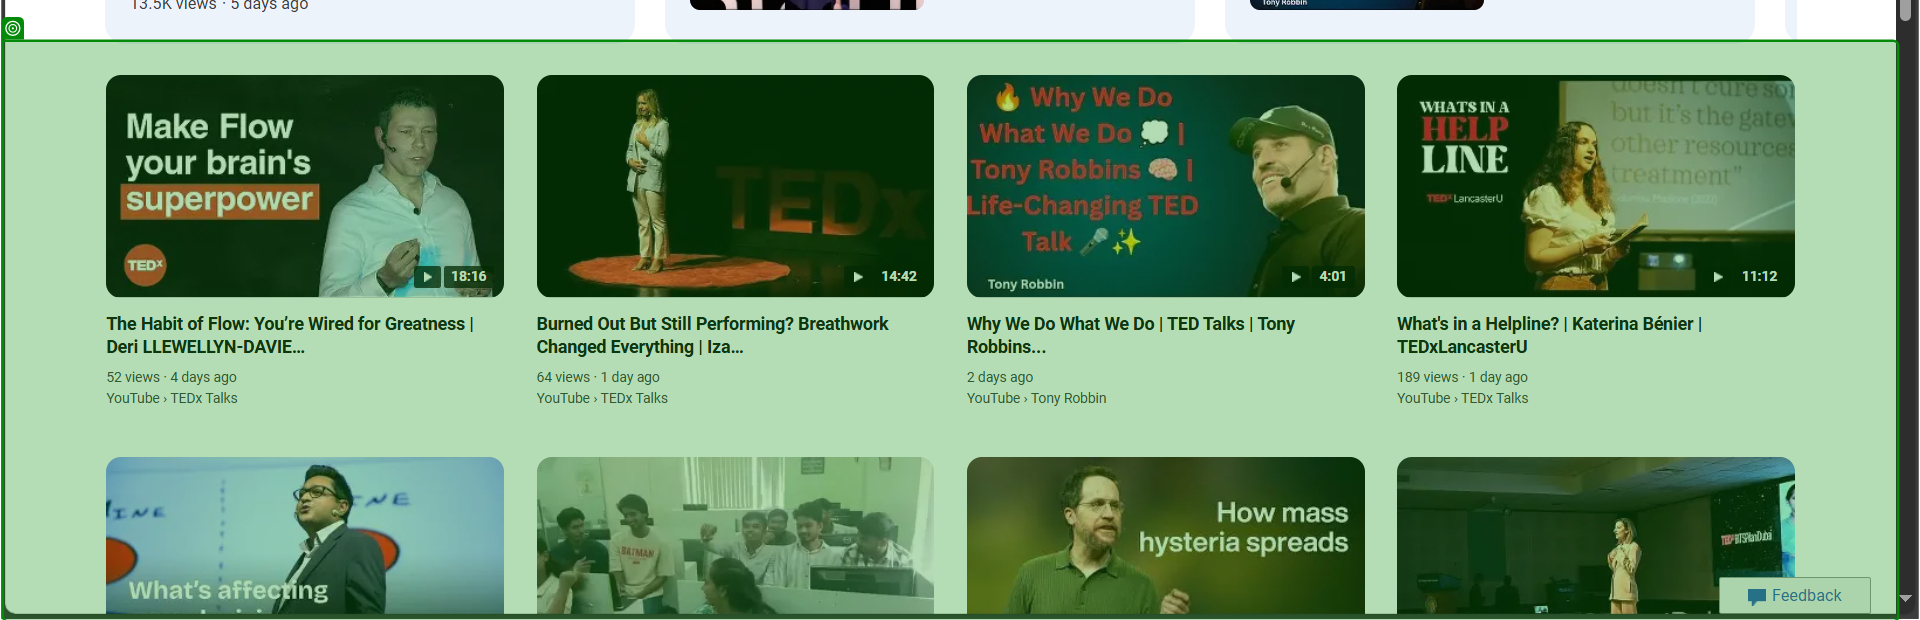 13.5K views · 5 days ago
Tony Robbin
Make Flow
your brain's
superpower
TEDx
18:16
TEDx
14:42
🔥 Why We Do
What We Do 💭 |
Tony Robbins 🧠 |
Life-Changing TED
Talk 🎤✨
Tony Robbin
4:01
WHAT'S IN A
HELP
LINE
TEDx LancasterU
doesn't cure
but it's the
other resources
treatment"
11:12
The Habit of Flow: You're Wired for Greatness |
Deri LLEWELLYN-DAVIE...
52 views · 4 days ago
YouTube › TEDx Talks
Burned Out But Still Performing? Breathwork
Changed Everything | Iza...
64 views · 1 day ago
YouTube › TEDx Talks
Why We Do What We Do | TED Talks | Tony
Robbins...
2 days ago
YouTube › Tony Robbin
What's in a Helpline? | Katerina Bénier |
TEDxLancasterU
189 views · 1 day ago
YouTube › TEDx Talks
What's affecting
BATMAN
How mass
hysteria spreads
Feedback